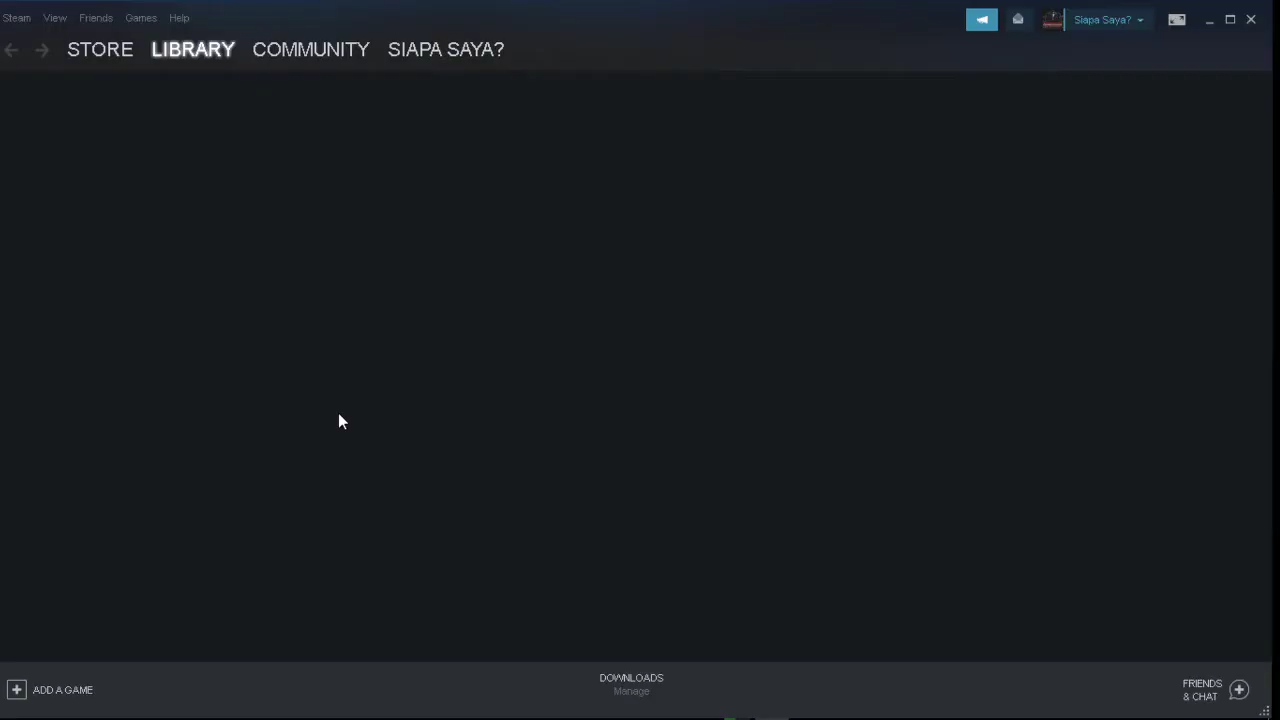 Steam View Friends Games Help
Siapa Saya?
STORE LIBRARY COMMUNITY SIAPA SAYA?
ADD A GAME
DOWNLOADS
Manage
FRIENDS
& CHAT